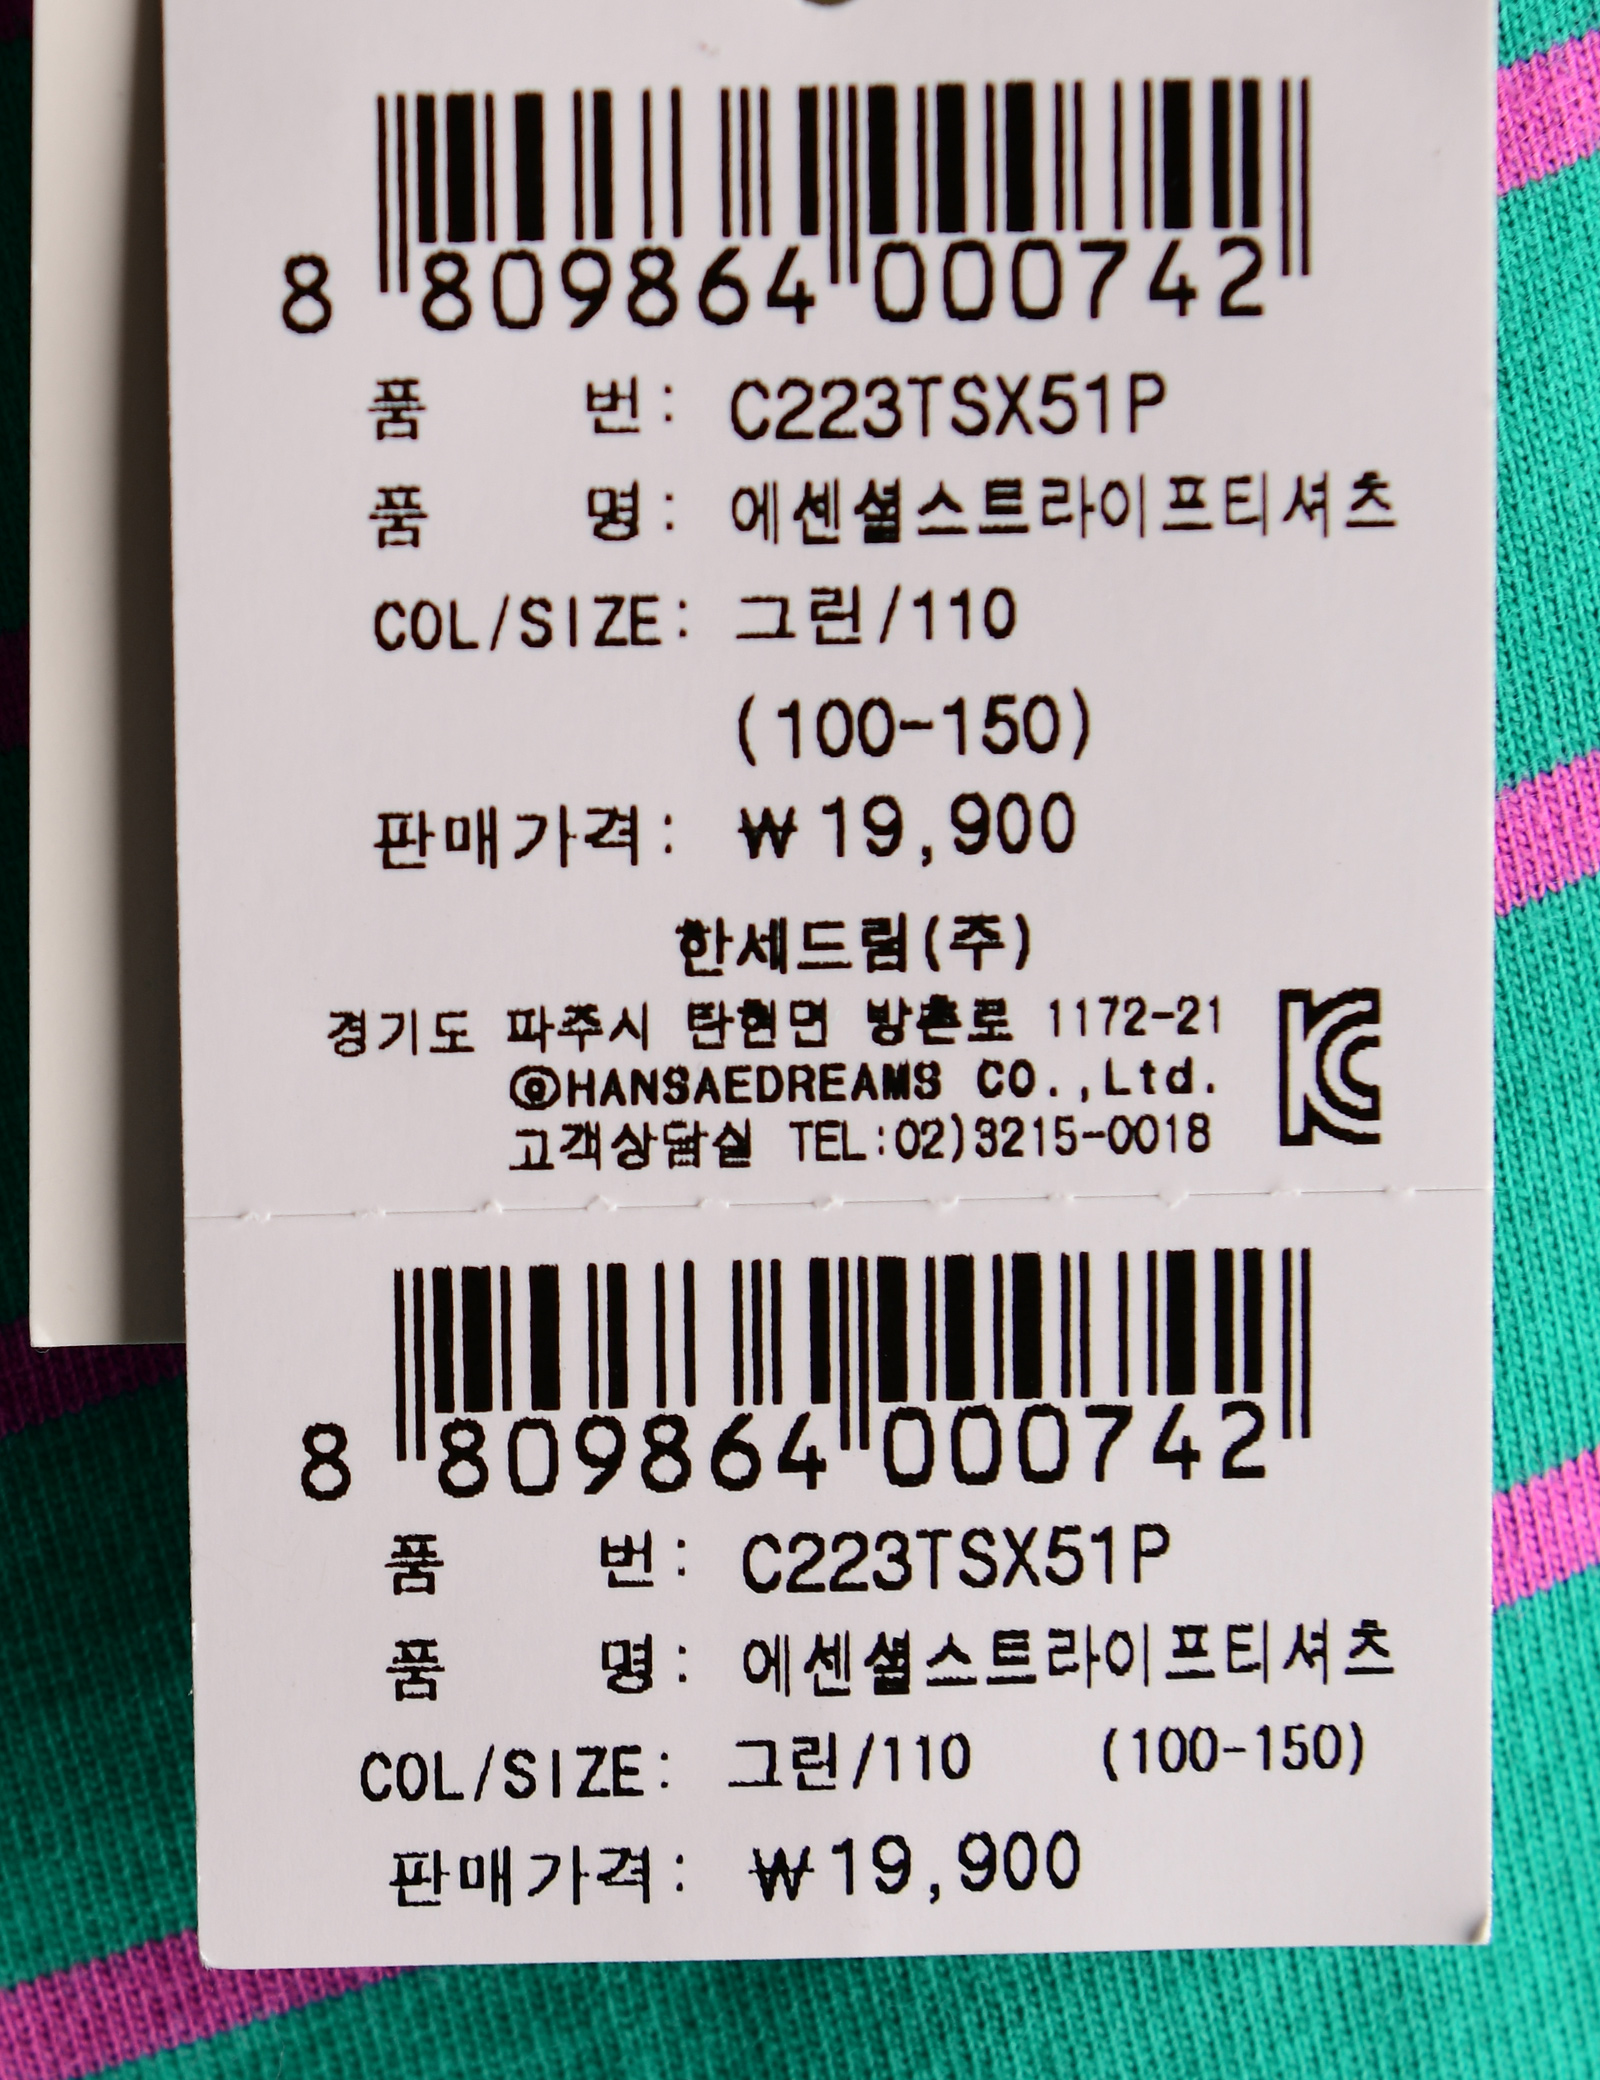 8 809864 000742
품 번: C223TSX51P
품 명: 에센셜스트라이프티셔츠
COL/SIZE: 그린/110
(100-150)
판매가격: ₩19,900
한세드림(주)
경기도 파주시 탄현면 방촌로 1172-21
ⓒHANSAEDREAMS CO.,Ltd.
고객상담실 TEL:02)3215-0018
8 809864 000742
품 번: C223TSX51P
품 명: 에센셜스트라이프티셔츠
COL/SIZE: 그린/110 (100-150)
판매가격: ₩19,900